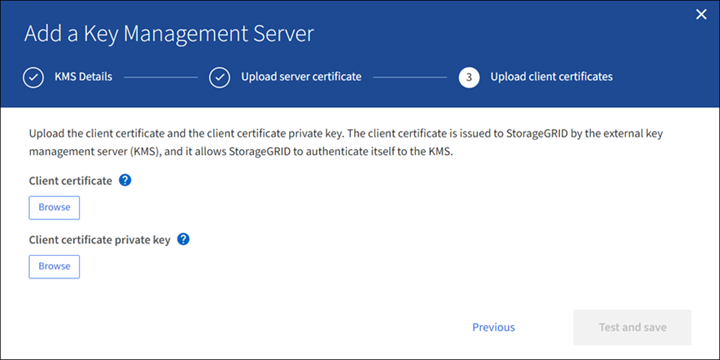 Add a Key Management Server
KMS Details
Upload server certificate
3
Upload client certificates
Upload the client certificate and the client certificate private key. The client certificate is issued to StorageGRID by the external key
management server (KMS), and it allows StorageGRID to authenticate itself to the KMS.
Client certificate ?
Browse
Client certificate private key ?
Browse
Previous
Test and save